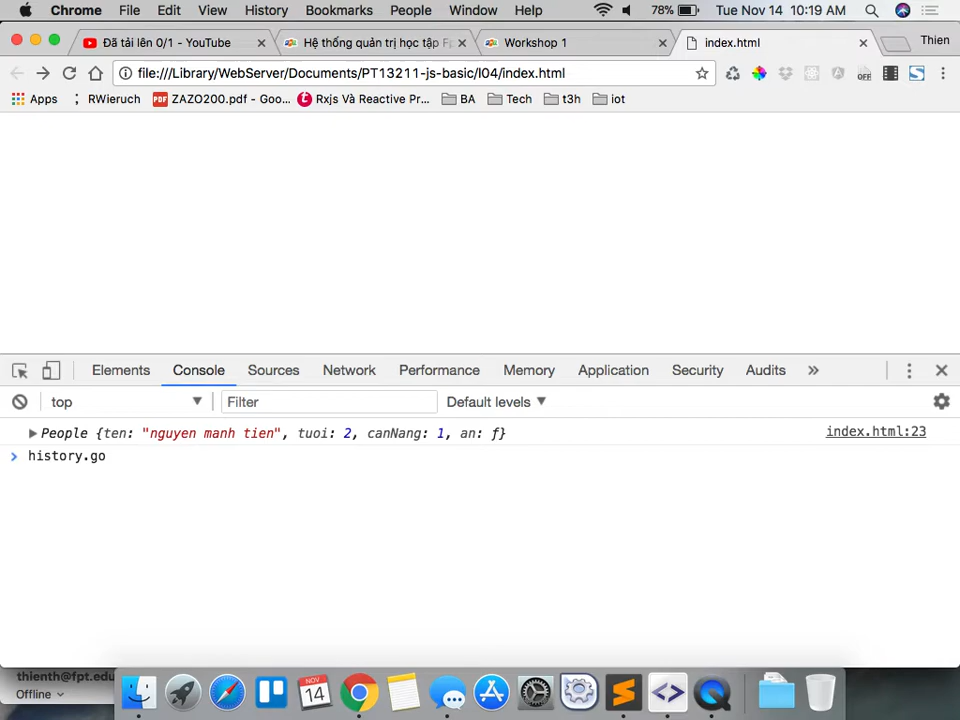 Chrome File Edit View History Bookmarks People Window Help 78% Tue Nov 14 10:19 AM
Đã tải lên 0/1 - YouTube Hệ thống quản trị học tập Fp Workshop 1 index.html Thien
file:///Library/WebServer/Documents/PT13211-js-basic/l04/index.html OFF
Apps RWieruch PDF ZAZO200.pdf - Goo... Rxjs Và Reactive Pr... BA Tech t3h iot
Elements Console Sources Network Performance Memory Application Security Audits »
top Filter Default levels
People {ten: "nguyen manh tien", tuoi: 2, canNang: 1, an: ƒ} index.html:23
history.go
thienth@fpt.edu
Offline
NOV
14